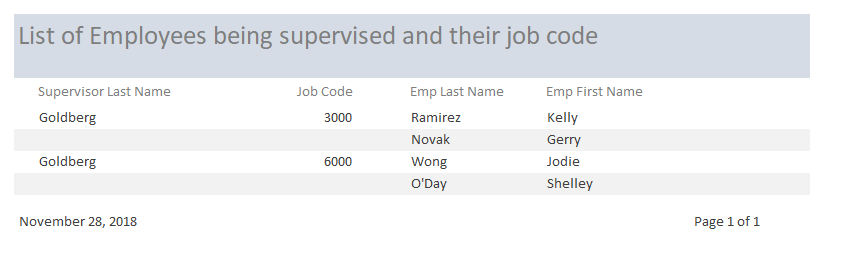 List of Employees being supervised and their job code
Supervisor Last Name Job Code Emp Last Name Emp First Name
Goldberg 3000 Ramirez Kelly
Novak Gerry
Goldberg 6000 Wong Jodie
O'Day Shelley
November 28, 2018 Page 1 of 1